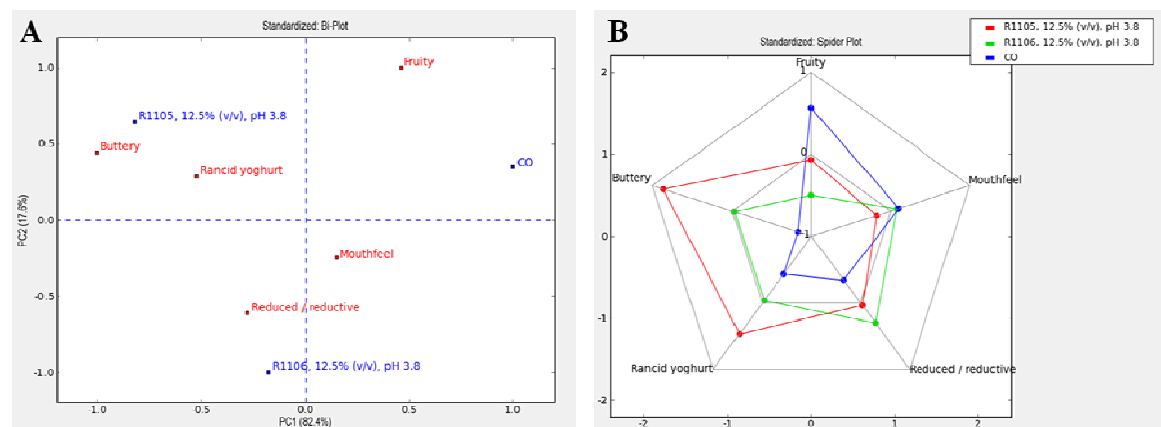 A
Standardized: Bi-Plot
1.0
0.5
0.0
-0.5
-1.0
PC2 (17.6%)
Fruity
R1105, 12.5% (v/v), pH 3.8
Buttery
Rancid yoghurt
CO
Mouthfeel
Reduced / reductive
R1106, 12.5% (v/v), pH 3.8
-1.0
-0.5
0.0
0.5
1.0
PC1 (82.4%)
B
Standardized: Spider Plot
R1105, 12.5% (v/v), pH 3.8
R1106, 12.5% (v/v), pH 3.8
CO
2
1
0
-1
-2
Fruity
1
0
-1
Buttery
Mouthfeel
Rancid yoghurt
Reduced / reductive
-2
-1
0
1
2